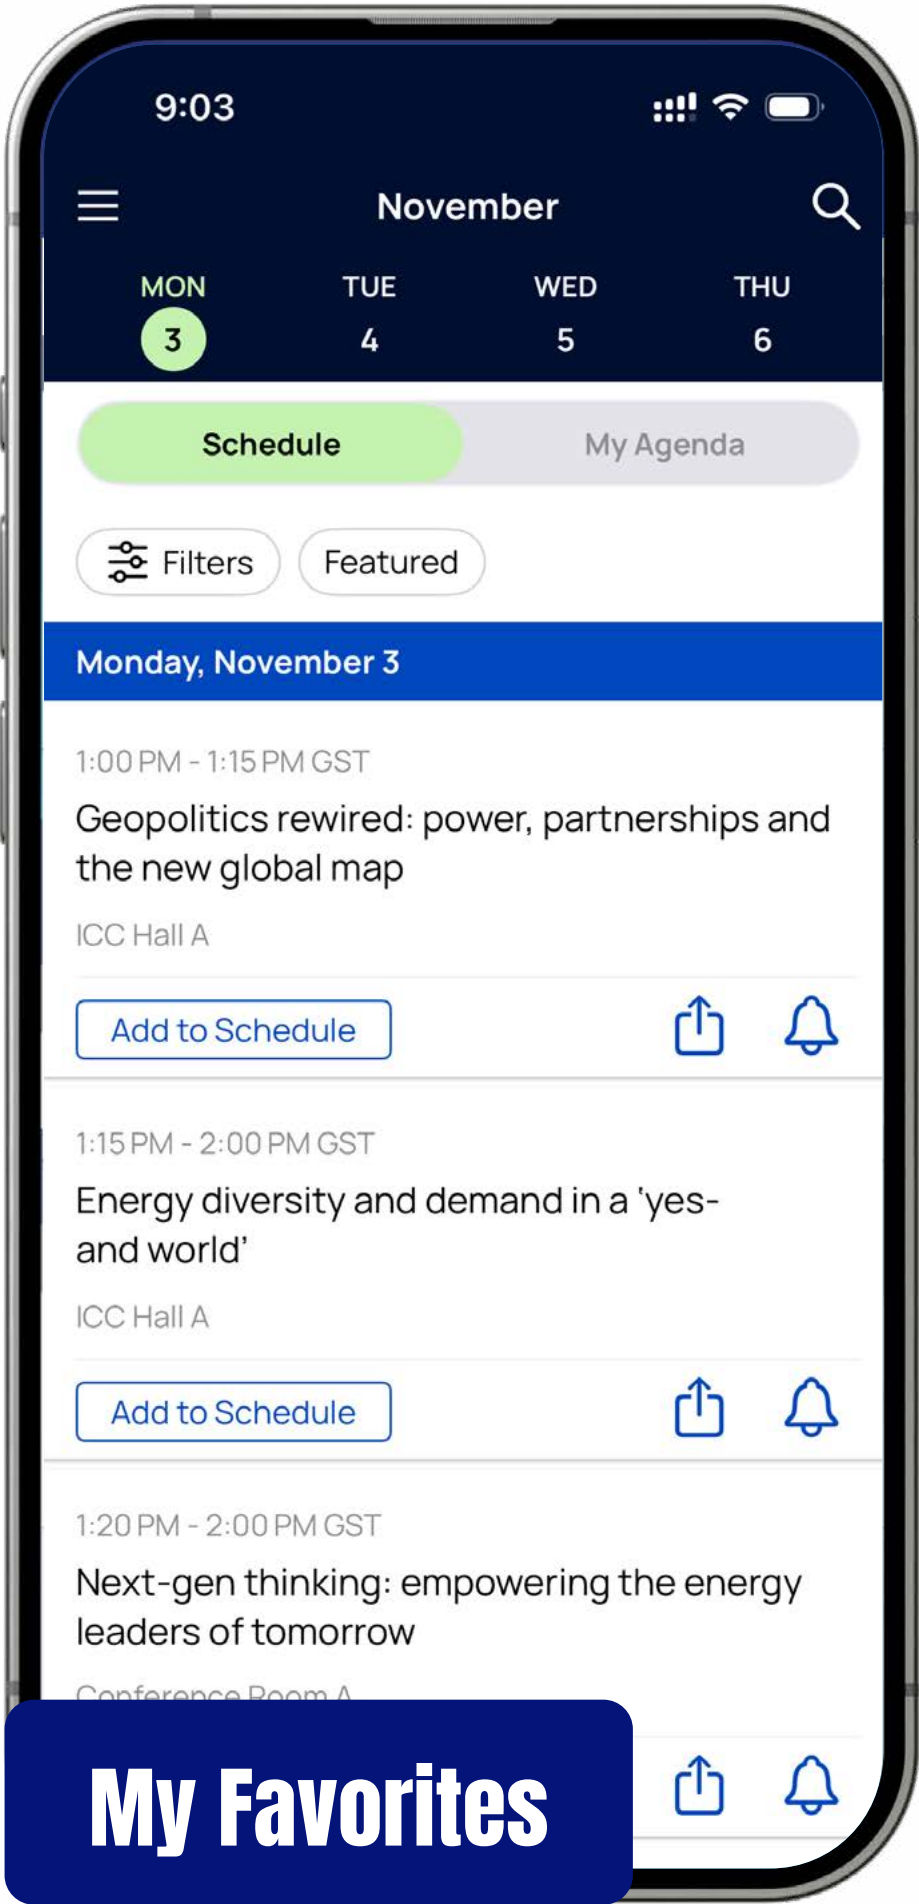 9:03
November
MON TUE WED THU
3 4 5 6
Schedule My Agenda
Filters Featured
Monday, November 3
1:00 PM - 1:15 PM GST
Geopolitics rewired: power, partnerships and
the new global map
ICC Hall A
Add to Schedule
1:15 PM - 2:00 PM GST
Energy diversity and demand in a ‘yes-
and world’
ICC Hall A
Add to Schedule
1:20 PM - 2:00 PM GST
Next-gen thinking: empowering the energy
leaders of tomorrow
Conference Room A
My Favorites